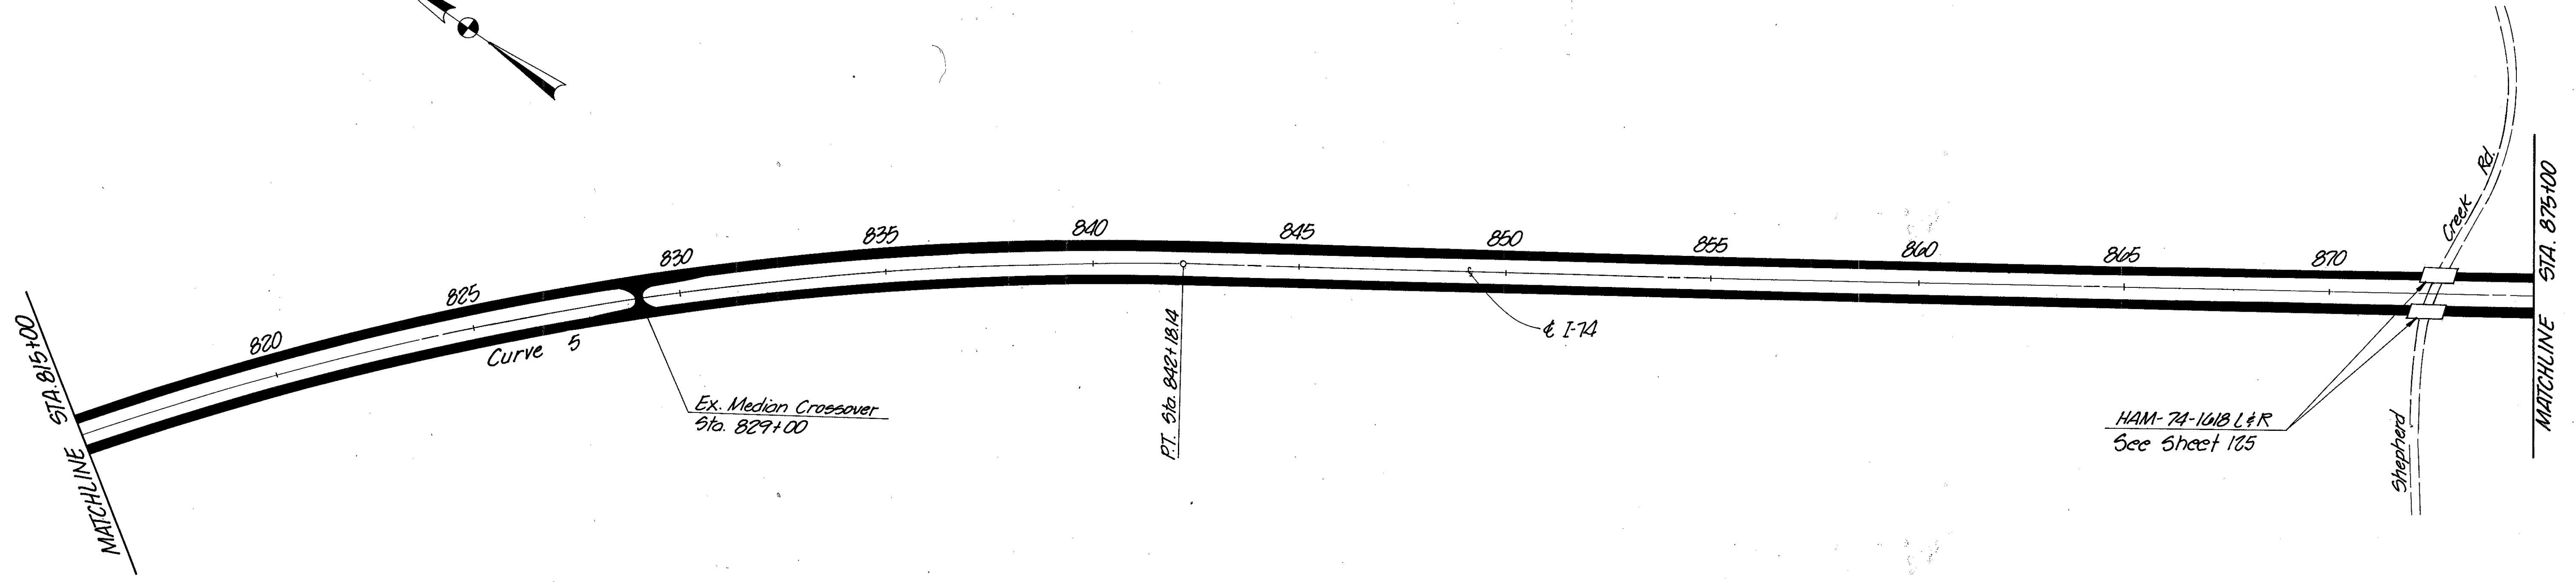 MATCHLINE STA. 815+00
820
825
830
835
840
845
850
855
860
865
870
Curve 5
Ex. Median Crossover
Sta. 829+00
P.T. Sta. 842+18.14
℄ I-74
HAM-74-1618 L&R
See Sheet 125
Shepherd Creek Rd.
MATCHLINE STA. 875+00